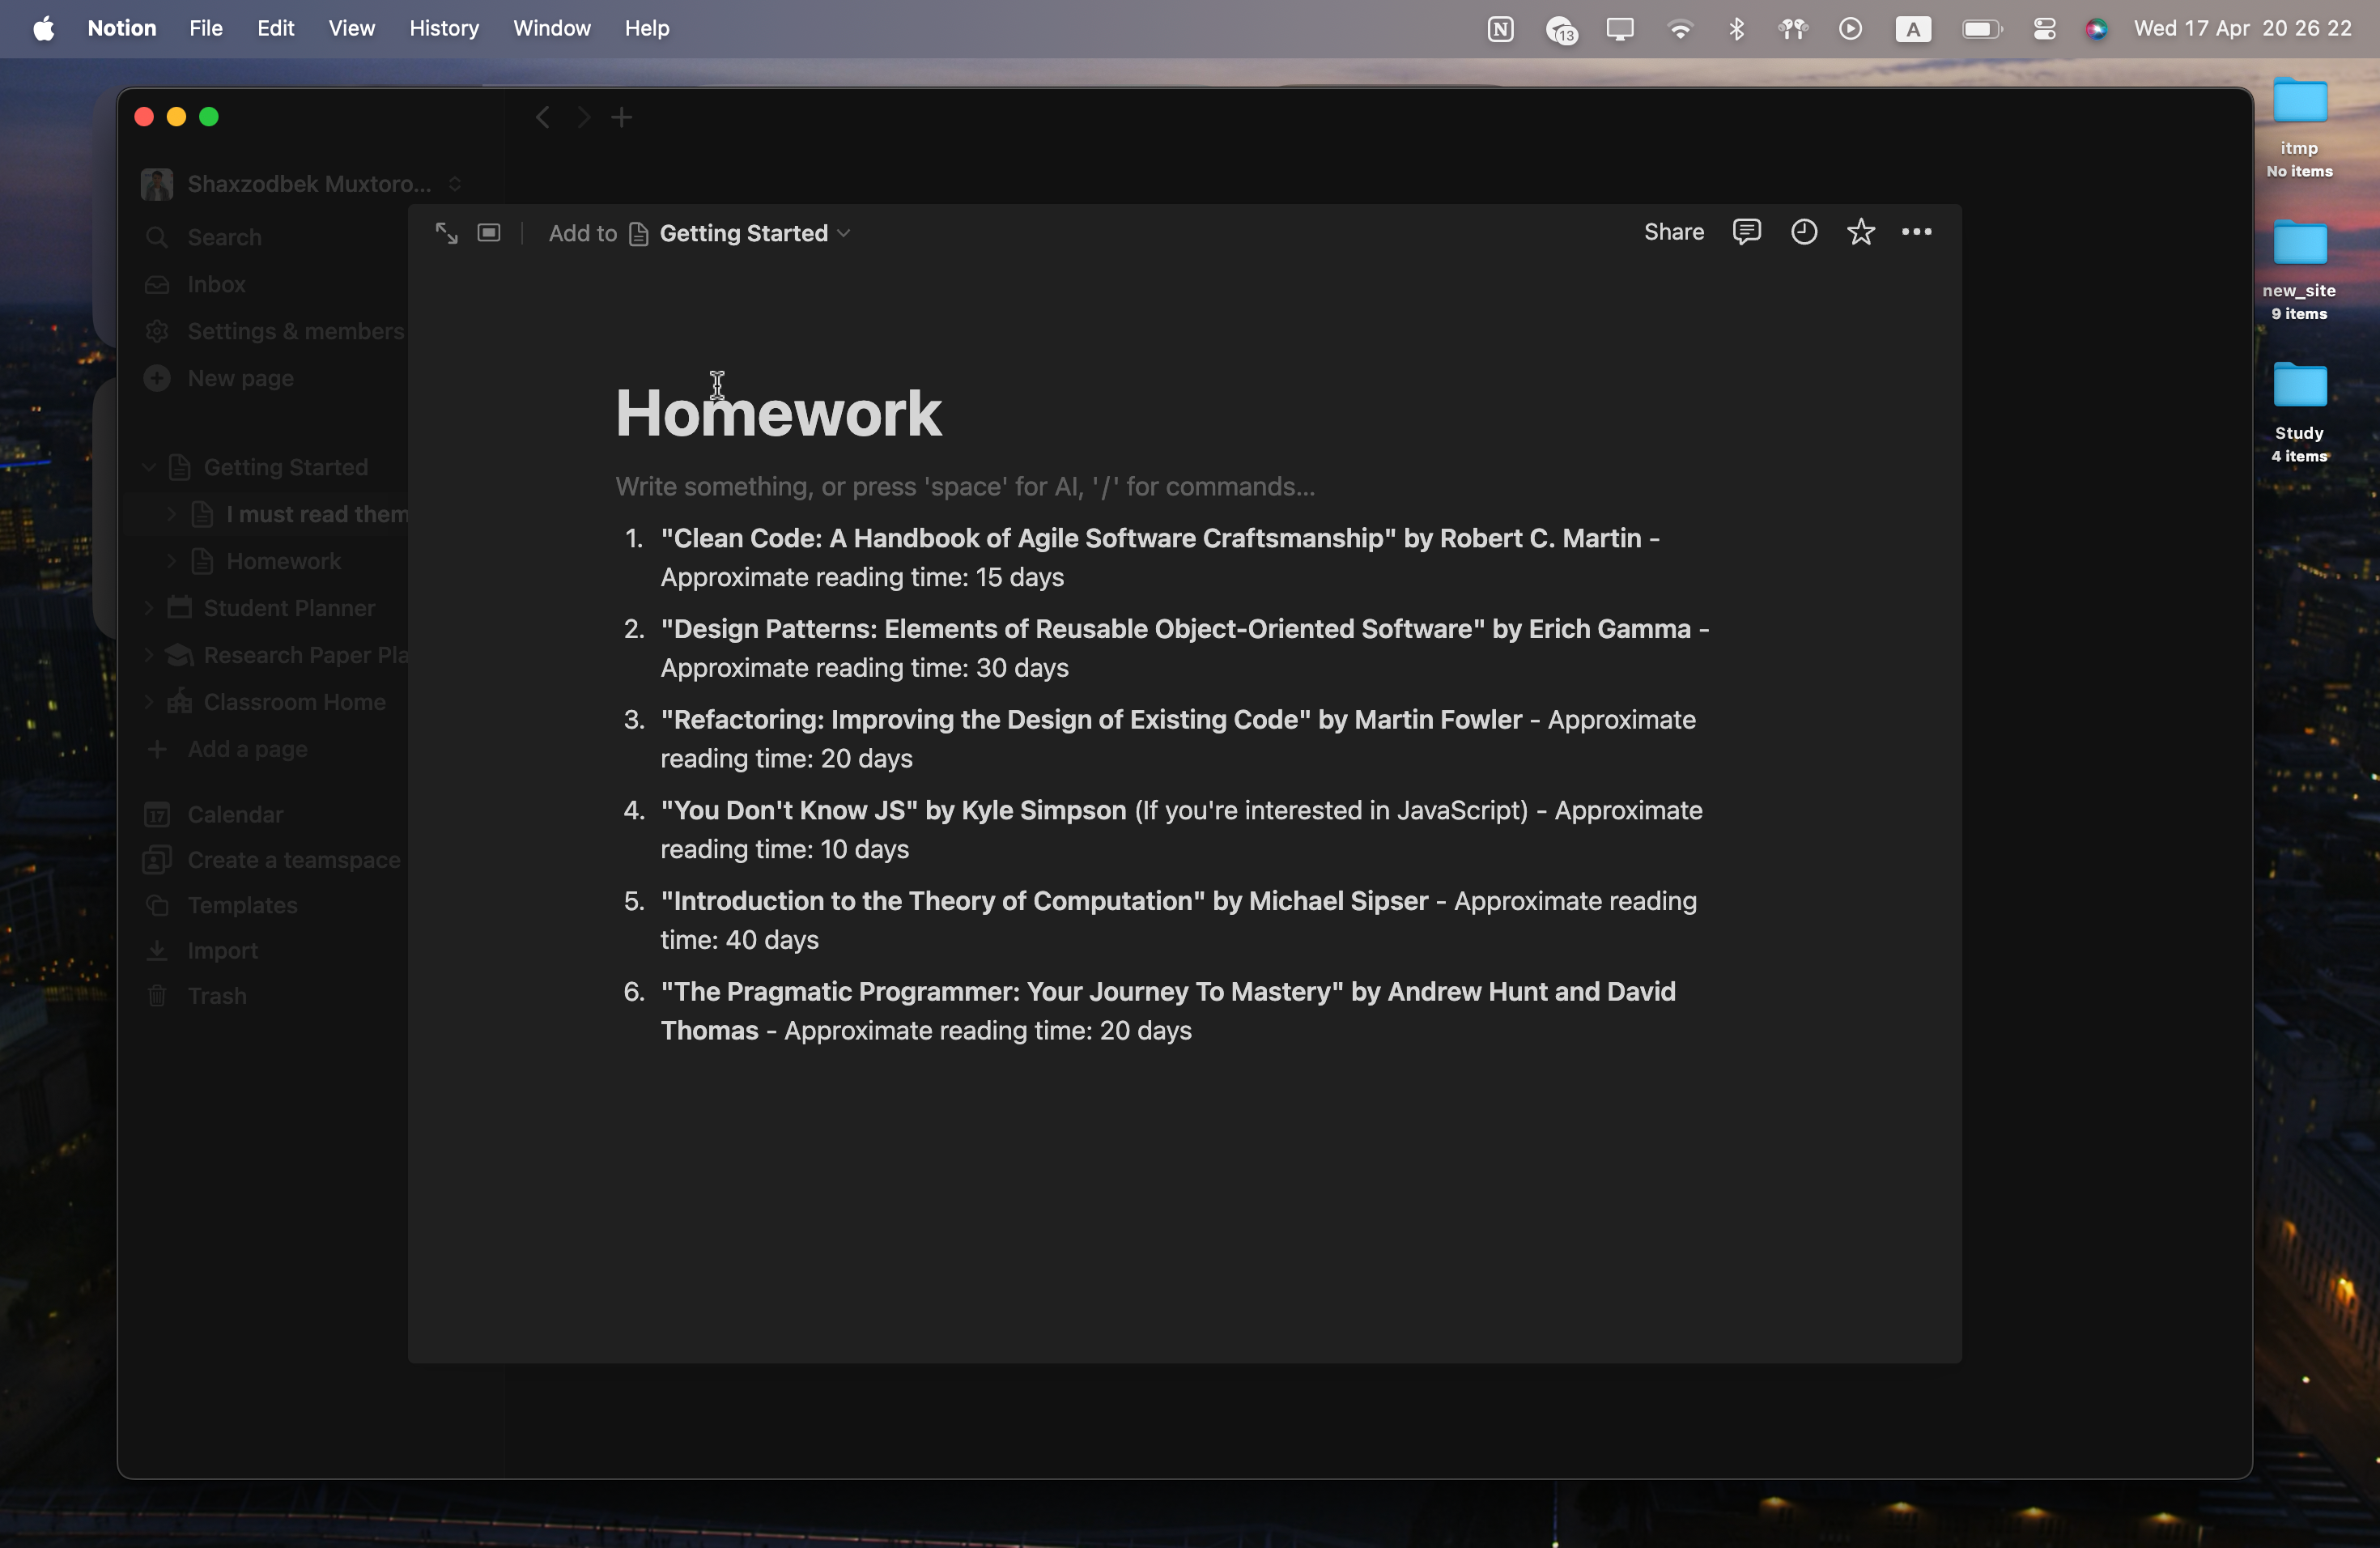 Notion File Edit View History Window Help
13
A
Wed 17 Apr 20 26 22
itmp
No items
new_site
9 items
Study
4 items
Shaxzodbek Muxtoro...
Search
Inbox
Settings & members
New page
Getting Started
I must read them
Homework
Student Planner
Research Paper Pla
Classroom Home
Add a page
17 Calendar
Create a teamspace
Templates
Import
Trash
Add to Getting Started
Share
Homework
Write something, or press 'space' for AI, '/' for commands...
1. "Clean Code: A Handbook of Agile Software Craftsmanship" by Robert C. Martin -
Approximate reading time: 15 days
2. "Design Patterns: Elements of Reusable Object-Oriented Software" by Erich Gamma -
Approximate reading time: 30 days
3. "Refactoring: Improving the Design of Existing Code" by Martin Fowler - Approximate
reading time: 20 days
4. "You Don't Know JS" by Kyle Simpson (If you're interested in JavaScript) - Approximate
reading time: 10 days
5. "Introduction to the Theory of Computation" by Michael Sipser - Approximate reading
time: 40 days
6. "The Pragmatic Programmer: Your Journey To Mastery" by Andrew Hunt and David
Thomas - Approximate reading time: 20 days